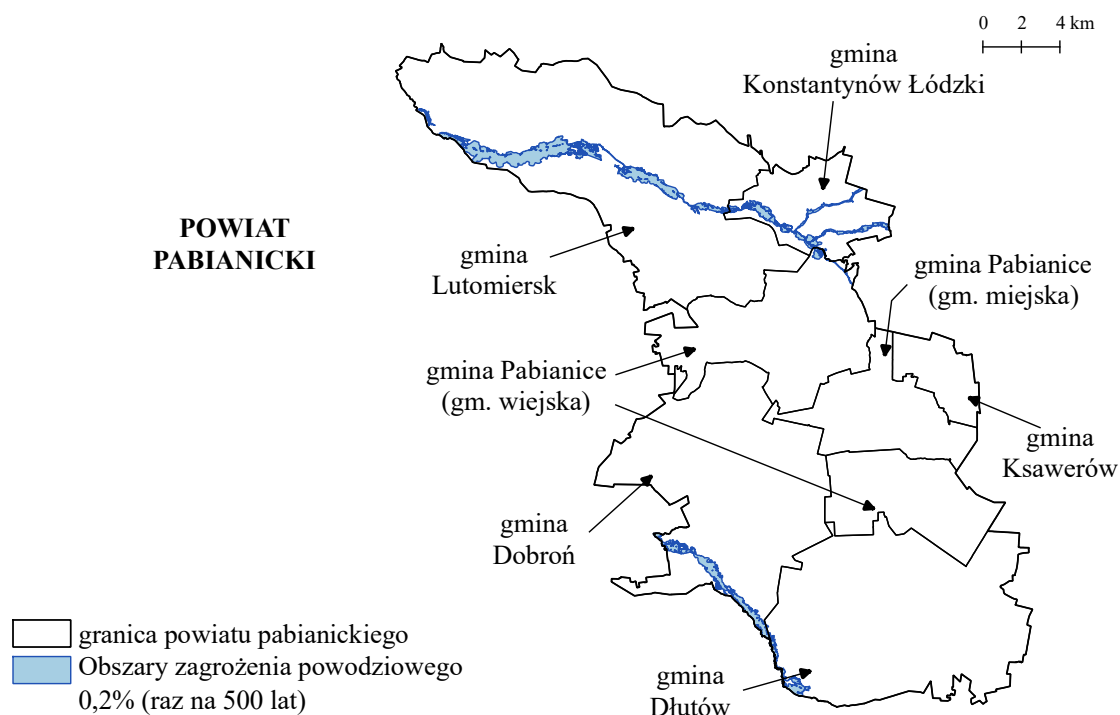 0 2 4 km
gmina
Konstantynów Łódzki
POWIAT
PABIANICKI
gmina
Lutomiersk
gmina Pabianice
(gm. miejska)
gmina Pabianice
(gm. wiejska)
gmina
Ksawerów
gmina
Dobroń
granica powiatu pabianickiego
Obszary zagrożenia powodziowego
0,2% (raz na 500 lat)
gmina
Dłutów